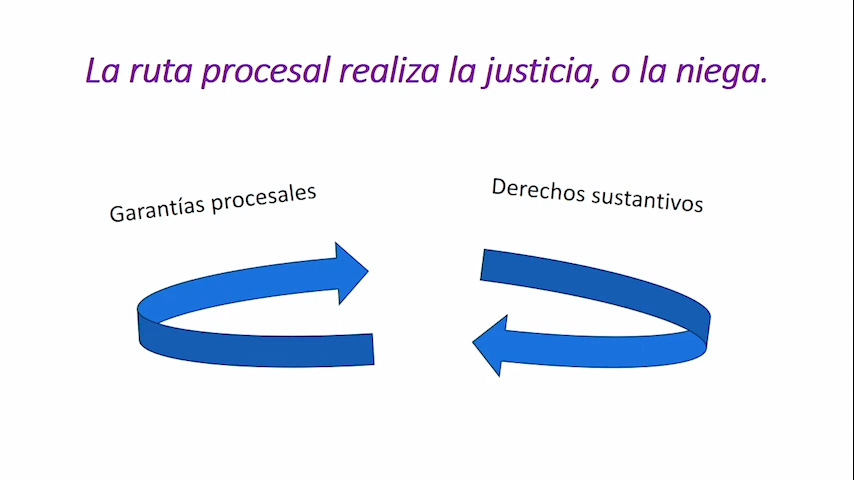 La ruta procesal realiza la justicia, o la niega.
Garantías procesales
Derechos sustantivos